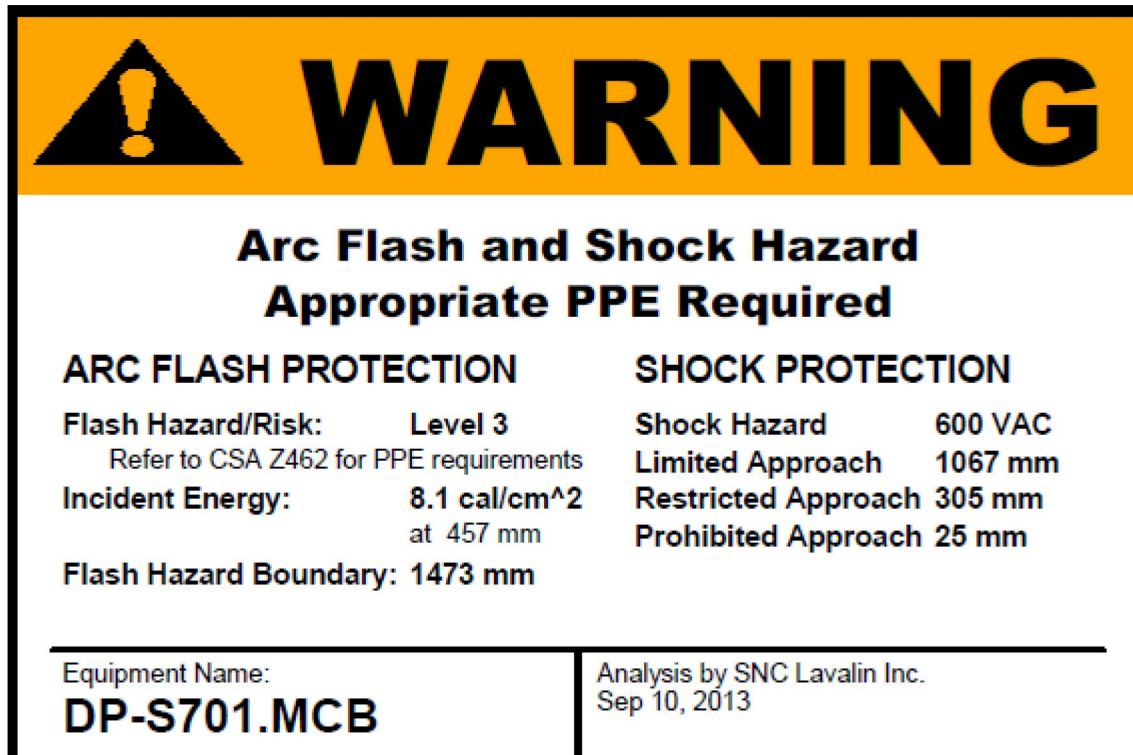 WARNING
Arc Flash and Shock Hazard
Appropriate PPE Required
ARC FLASH PROTECTION
Flash Hazard/Risk: Level 3
Refer to CSA Z462 for PPE requirements
Incident Energy: 8.1 cal/cm^2
at 457 mm
Flash Hazard Boundary: 1473 mm
SHOCK PROTECTION
Shock Hazard 600 VAC
Limited Approach 1067 mm
Restricted Approach 305 mm
Prohibited Approach 25 mm
Equipment Name:
DP-S701.MCB
Analysis by SNC Lavalin Inc.
Sep 10, 2013